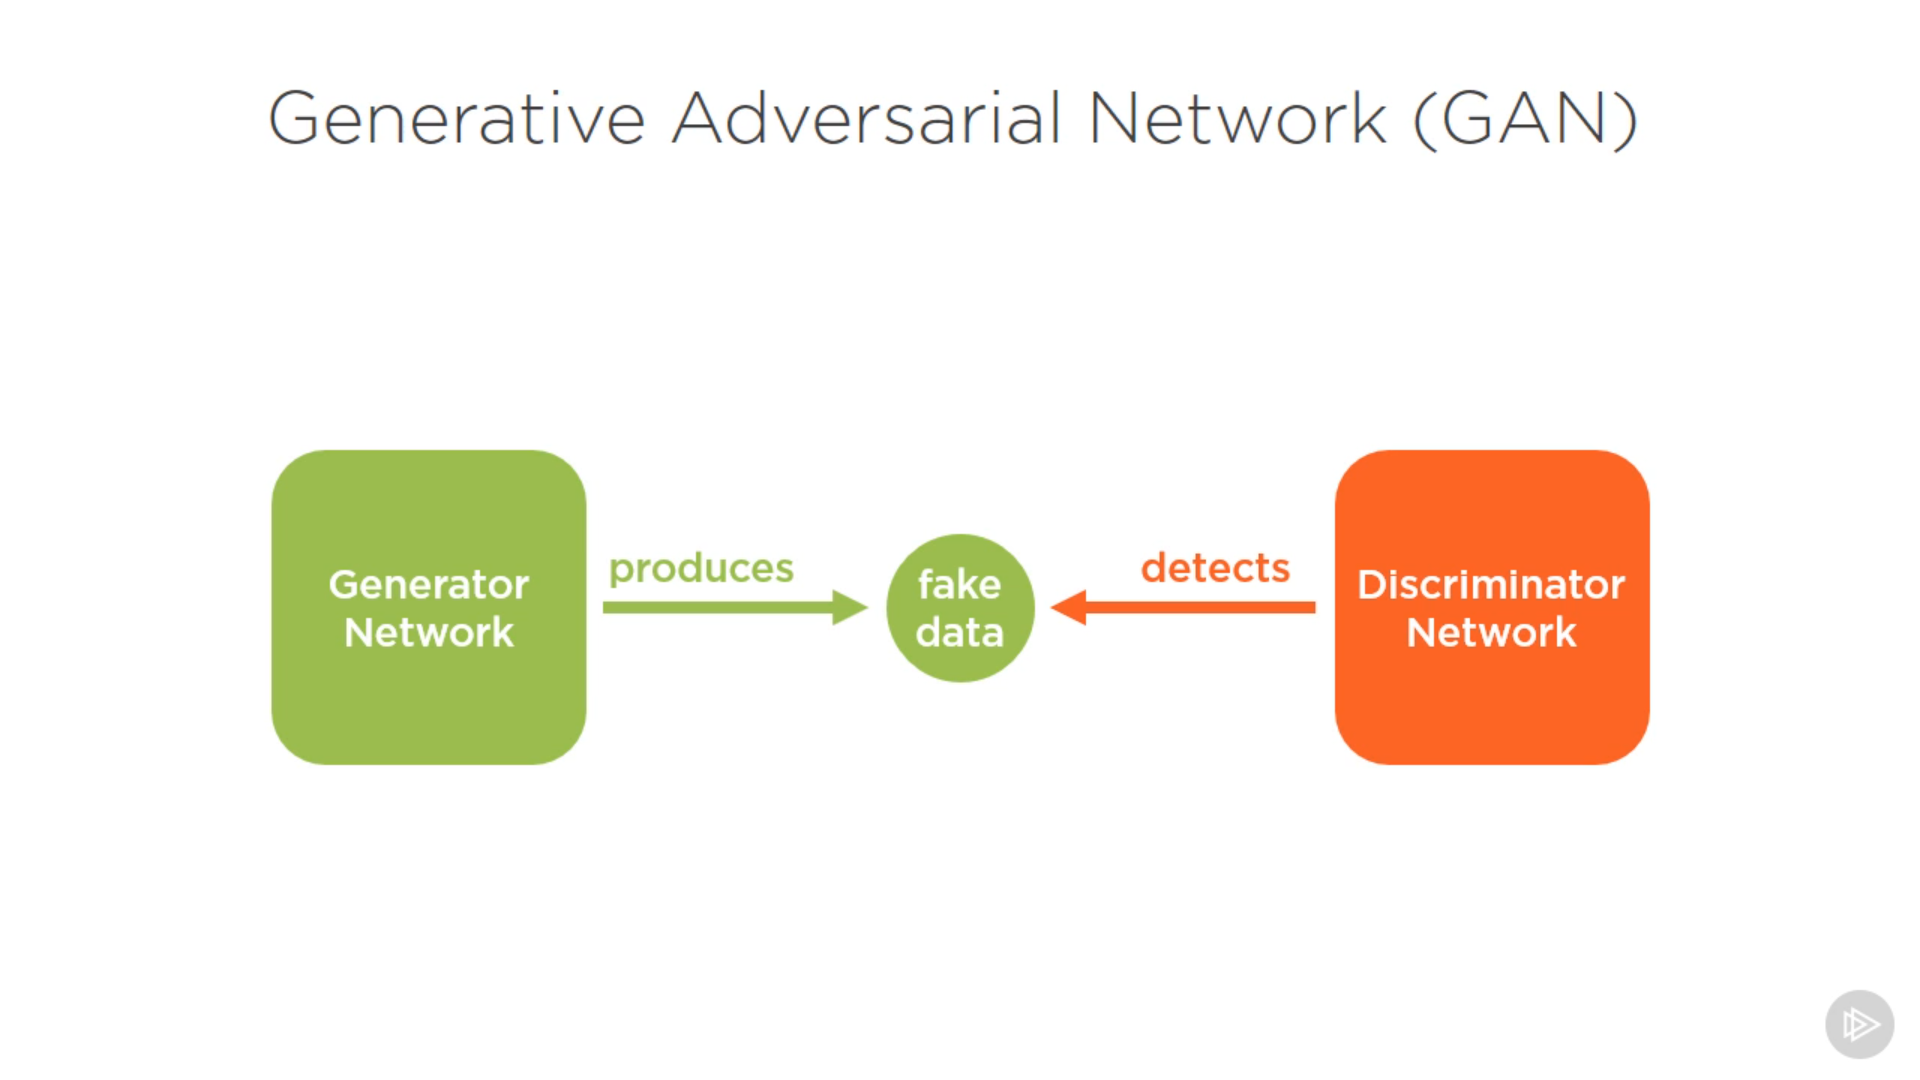 Generative Adversarial Network (GAN)
Generator
Network
produces
fake
data
detects
Discriminator
Network